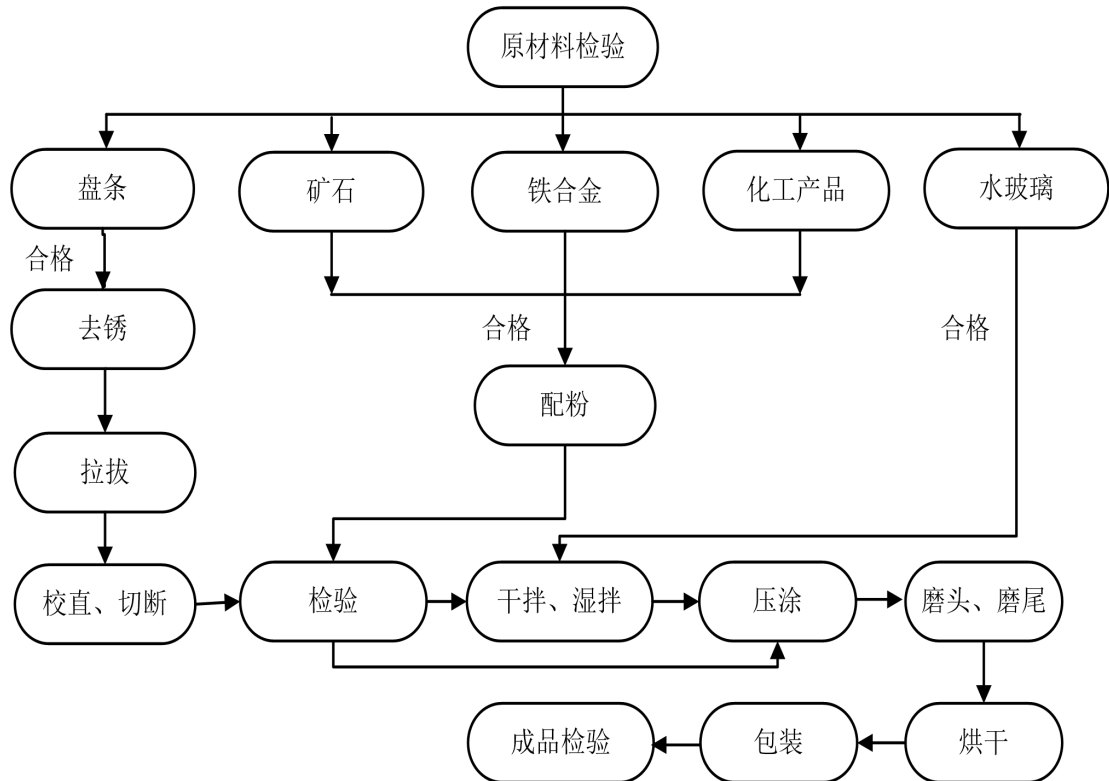 原材料检验
盘条
矿石
铁合金
化工产品
水玻璃
合格
去锈
合格
合格
配粉
拉拔
校直、切断
检验
干拌、湿拌
压涂
磨头、磨尾
成品检验
包装
烘干